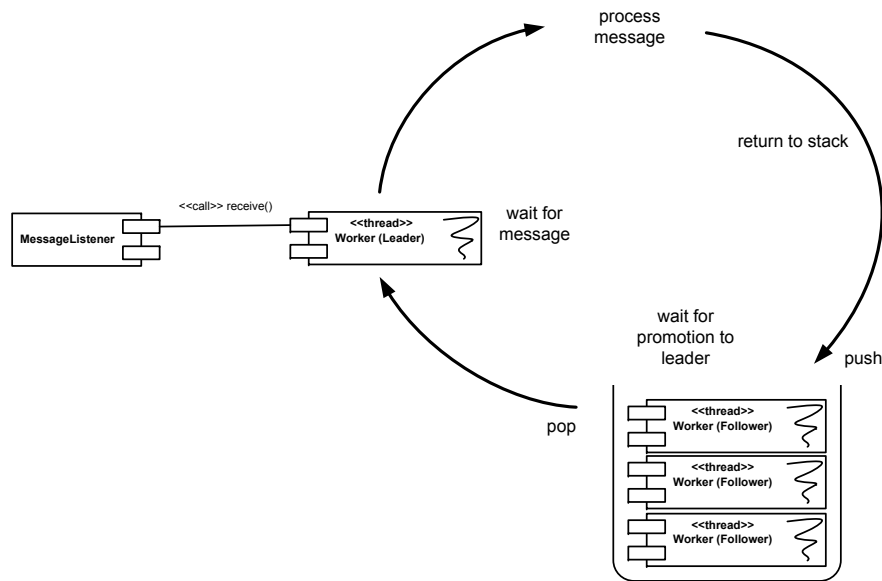 process
message
return to stack
<<call>> receive()
MessageListener
<<thread>>
Worker (Leader)
wait for
message
wait for
promotion to
leader
push
pop
<<thread>>
Worker (Follower)
<<thread>>
Worker (Follower)
<<thread>>
Worker (Follower)